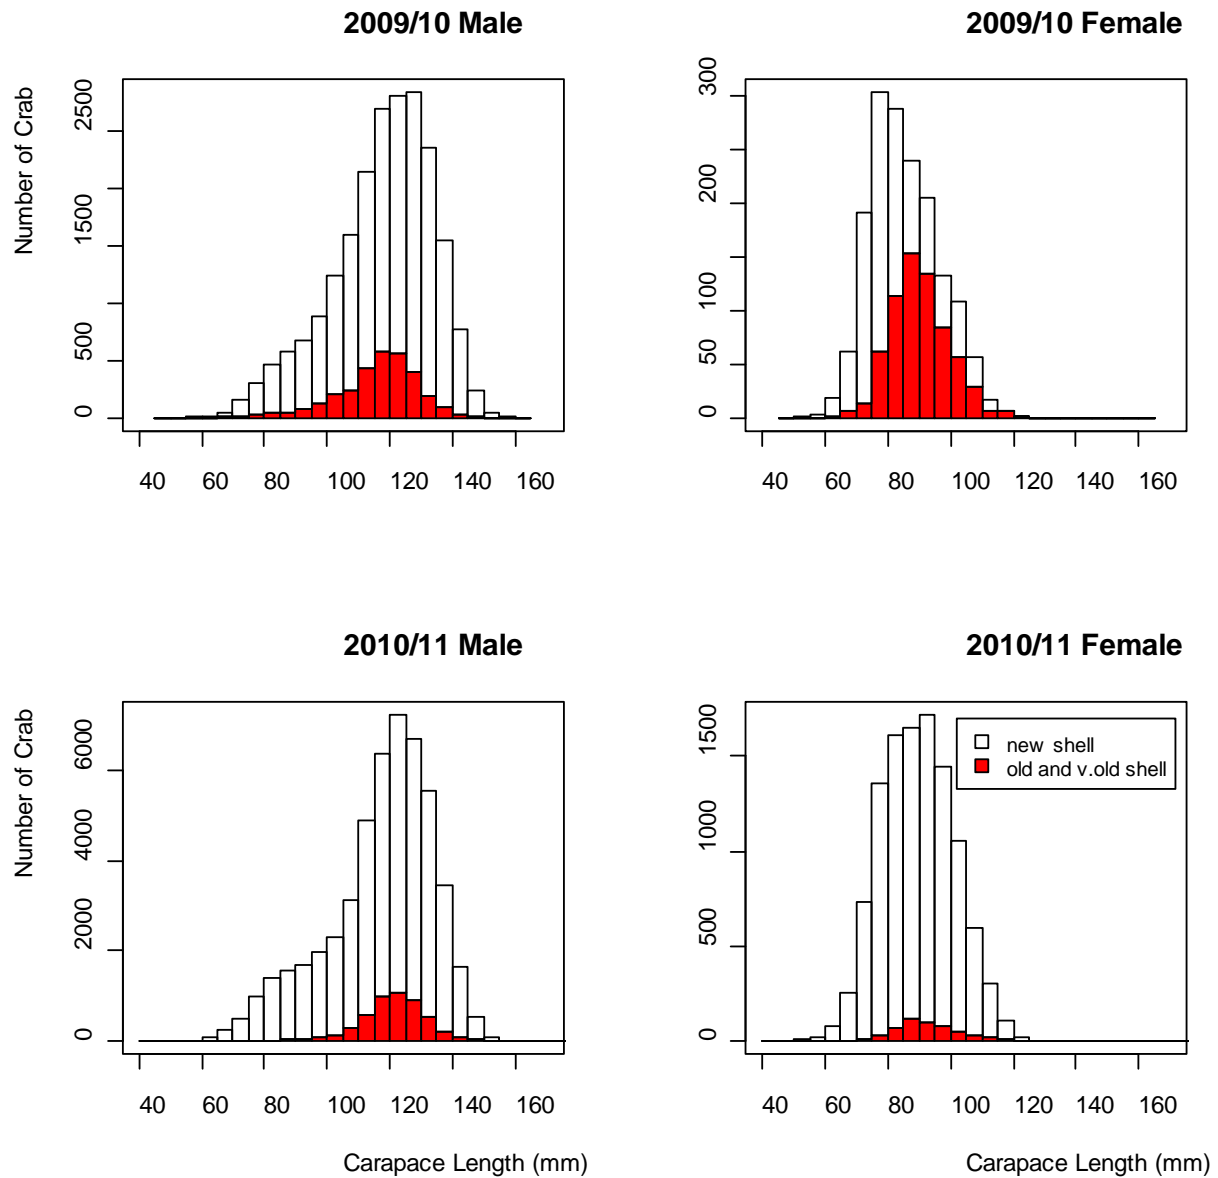 2009/10 Male
2009/10 Female
Number of Crab
2500
1500
500
0
40 60 80 100 120 140 160
300
200
100
50
0
40 60 80 100 120 140 160
2010/11 Male
2010/11 Female
Number of Crab
6000
4000
2000
0
40 60 80 100 120 140 160
Carapace Length (mm)
1500
1000
500
0
new shell
old and v.old shell
40 60 80 100 120 140 160
Carapace Length (mm)